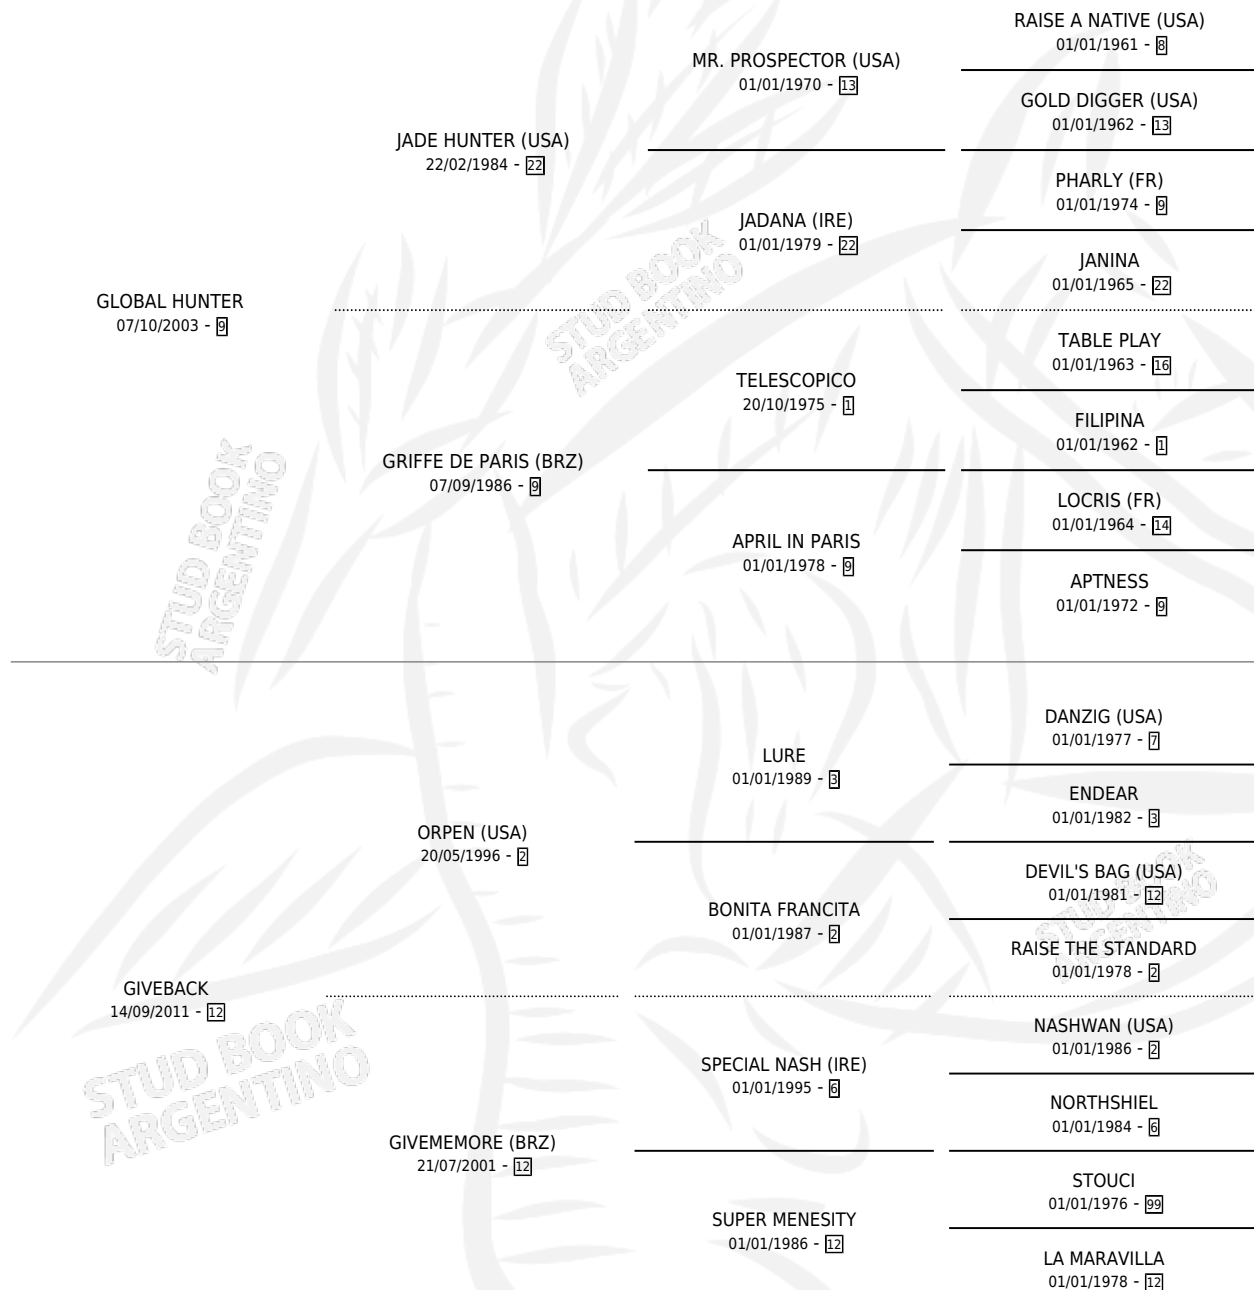 RAISE A NATIVE (USA)
01/01/1961 - 8
MR. PROSPECTOR (USA)
01/01/1970 - 13
GOLD DIGGER (USA)
01/01/1962 - 13
JADE HUNTER (USA)
22/02/1984 - 22
PHARLY (FR)
01/01/1974 - 9
JADANA (IRE)
01/01/1979 - 22
JANINA
01/01/1965 - 22
GLOBAL HUNTER
07/10/2003 - 9
TABLE PLAY
01/01/1963 - 16
TELESCOPICO
20/10/1975 - 1
FILIPINA
01/01/1962 - 1
GRIFFE DE PARIS (BRZ)
07/09/1986 - 9
LOCRIS (FR)
01/01/1964 - 14
APRIL IN PARIS
01/01/1978 - 9
APTNESS
01/01/1972 - 9
STUD BOOK
ARGENTINO
STUD BOOK
ARGENTINO
DANZIG (USA)
01/01/1977 - 7
LURE
01/01/1989 - 3
ENDEAR
01/01/1982 - 3
ORPEN (USA)
20/05/1996 - 2
DEVIL'S BAG (USA)
01/01/1981 - 12
BONITA FRANCITA
01/01/1987 - 2
RAISE THE STANDARD
01/01/1978 - 2
STUD BOOK
ARGENTINO
GIVEBACK
14/09/2011 - 12
NASHWAN (USA)
01/01/1986 - 2
SPECIAL NASH (IRE)
01/01/1995 - 6
NORTHSHIEL
01/01/1984 - 6
GIVEMEMORE (BRZ)
21/07/2001 - 12
STOUCI
01/01/1976 - 99
SUPER MENESITY
01/01/1986 - 12
LA MARAVILLA
01/01/1978 - 12
STUD BOOK
ARGENTINO